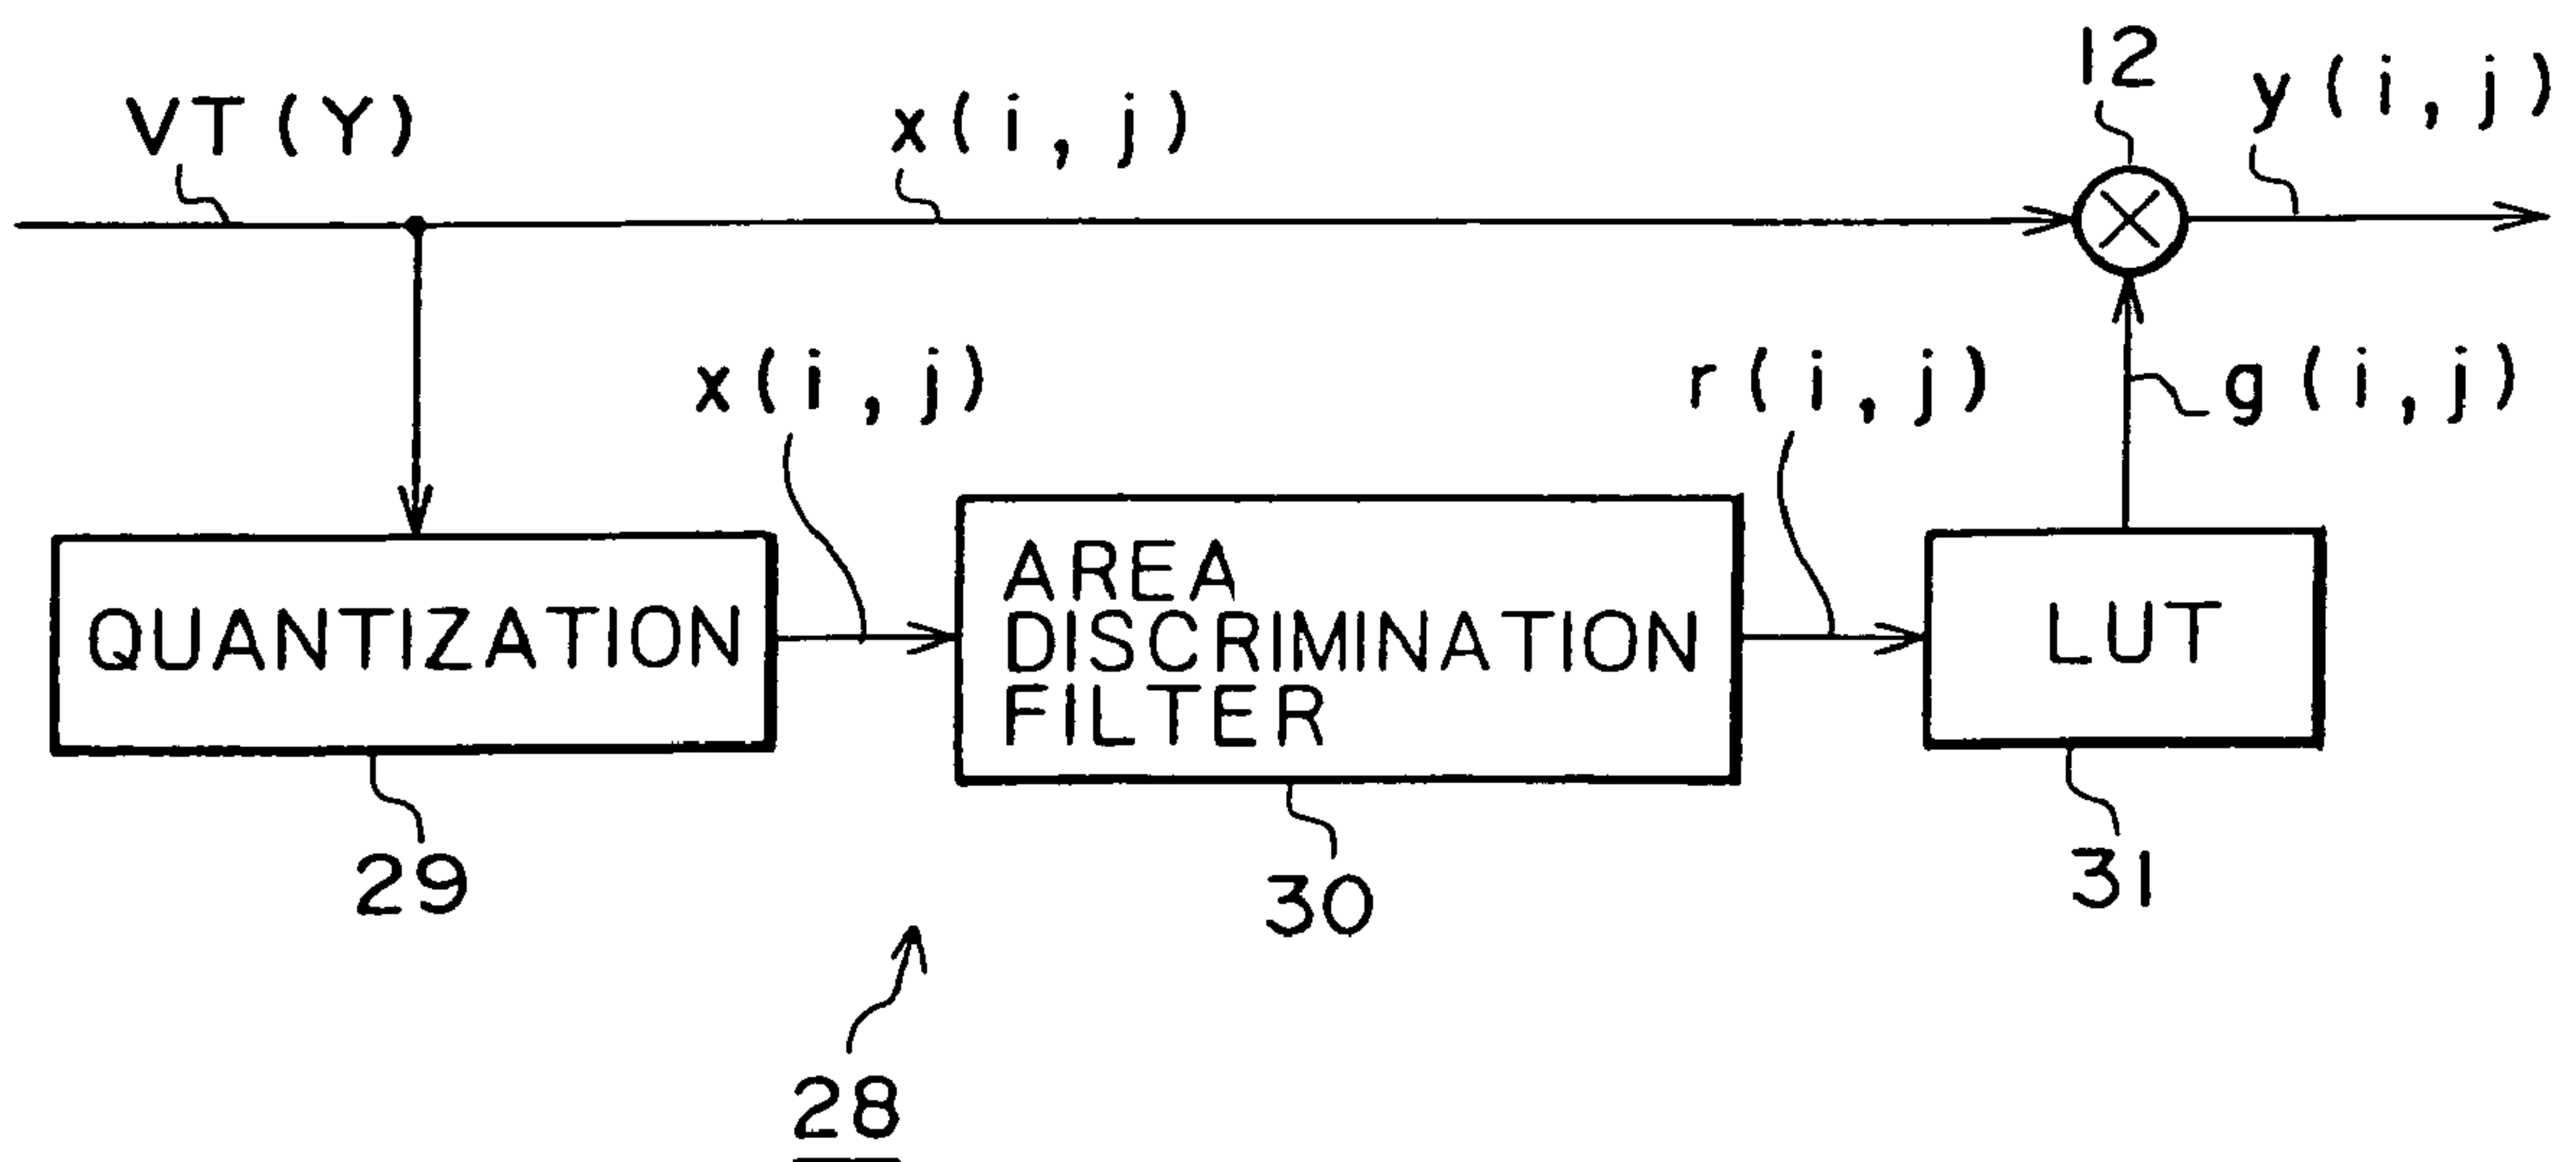 12
VT(Y)
x(i, j)
y(i, j)
x(i, j)
r(i, j)
g(i, j)
QUANTIZATION
AREA
DISCRIMINATION
FILTER
LUT
29
30
31
28